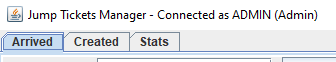 Jump Tickets Manager - Connected as ADMIN (Admin)
Arrived Created Stats